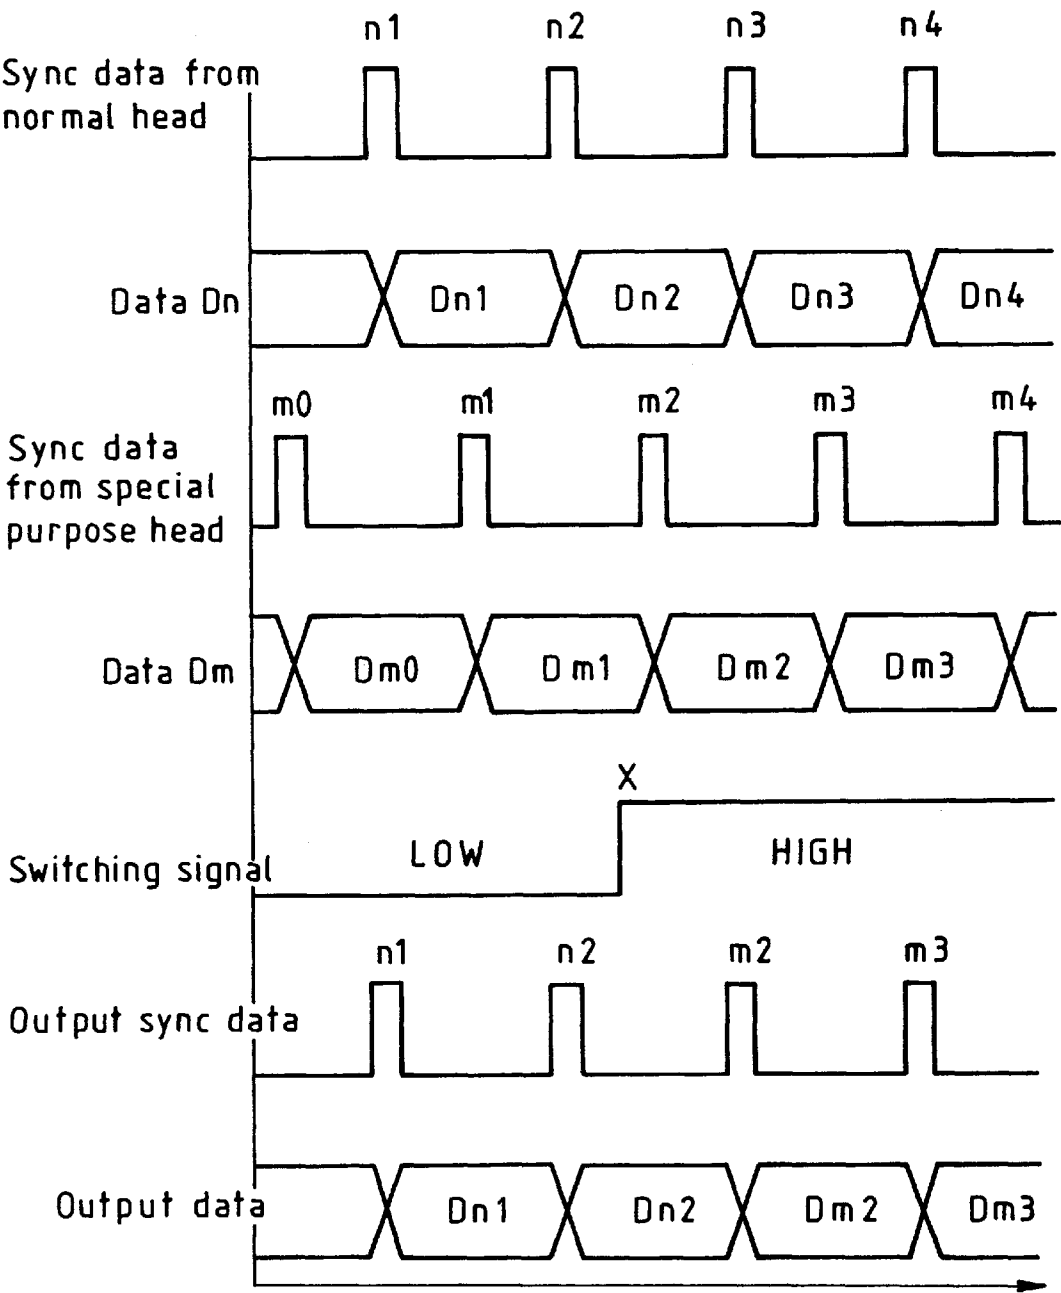 n1 n2 n3 n4
Sync data from
normal head
Data Dn
Dn1 Dn2 Dn3 Dn4
m0 m1 m2 m3 m4
Sync data
from special
purpose head
Data Dm
Dm0 Dm1 Dm2 Dm3
X
LOW HIGH
Switching signal
n1 n2 m2 m3
Output sync data
Output data
Dn1 Dn2 Dm2 Dm3